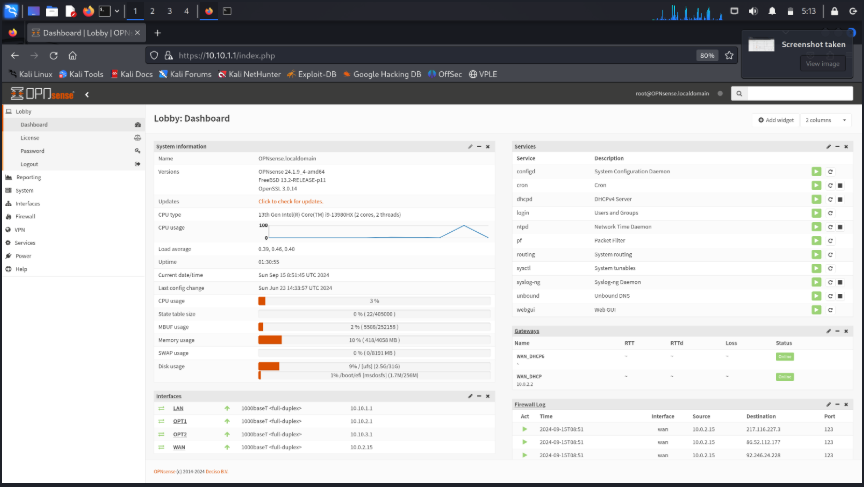 1 2 3 4
5:13
Dashboard | Lobby | OPN
https://10.10.1.1/index.php
80%
Screenshot taken
View image
Kali Linux Kali Tools Kali Docs Kali Forums Kali NetHunter Exploit-DB Google Hacking DB OffSec VPLE
OPNsense
root@OPNsense.localdomain
Lobby
Dashboard
License
Password
Logout
Reporting
System
Interfaces
Firewall
VPN
Services
Power
Help
Lobby: Dashboard
Add widget
2 columns
System Information
Name OPNsense.localdomain
Versions OPNsense 24.1.9_4-amd64
FreeBSD 13.2-RELEASE-p11
OpenSSL 3.0.14
Updates Click to check for updates.
CPU type 13th Gen Intel(R) Core(TM) i9-13980HX (2 cores, 2 threads)
CPU usage 100
0
Load average 0.39, 0.46, 0.40
Uptime 01:30:55
Current date/time Sun Sep 15 8:51:45 UTC 2024
Last config change Sun Jun 23 14:33:57 UTC 2024
CPU usage 3 %
State table size 0 % ( 22/405000 )
MBUF usage 2 % ( 5588/252158 )
Memory usage 10 % ( 418/4058 MB )
SWAP usage 0 % ( 0/8191 MB )
Disk usage 9% / [ufs] (2.5G/31G)
1% /boot/efi [msdosfs] (1.7M/256M)
Interfaces
LAN 1000baseT <full-duplex> 10.10.1.1
OPT1 1000baseT <full-duplex> 10.10.2.1
OPT2 1000baseT <full-duplex> 10.10.3.1
WAN 1000baseT <full-duplex> 10.0.2.15
Services
Service Description
configd System Configuration Daemon
cron Cron
dhcpd DHCPv4 Server
login Users and Groups
ntpd Network Time Daemon
pf Packet Filter
routing System routing
sysctl System tunables
syslog-ng Syslog-ng Daemon
unbound Unbound DNS
webgui Web GUI
Gateways
Name RTT RTTd Loss Status
WAN_DHCP6 ~ ~ ~ Online
~
WAN_DHCP ~ ~ ~ Online
10.0.2.2
Firewall Log
Act Time Interface Source Destination Port
2024-09-15T08:51 wan 10.0.2.15 217.116.227.3 123
2024-09-15T08:51 wan 10.0.2.15 86.52.112.177 123
2024-09-15T08:51 wan 10.0.2.15 92.246.24.228 123
OPNsense (c) 2014-2024 Deciso B.V.